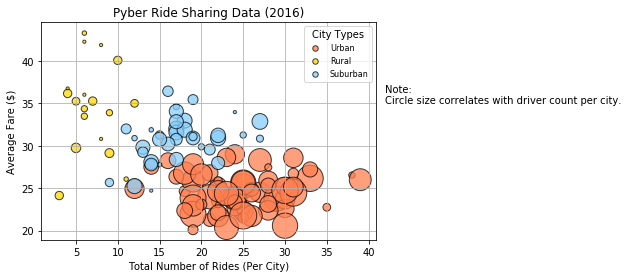 Pyber Ride Sharing Data (2016)
Average Fare ($)
45
40
35
30
25
20
5
10
15
20
25
30
35
40
Total Number of Rides (Per City)
City Types
Urban
Rural
Suburban
Note:
Circle size correlates with driver count per city.